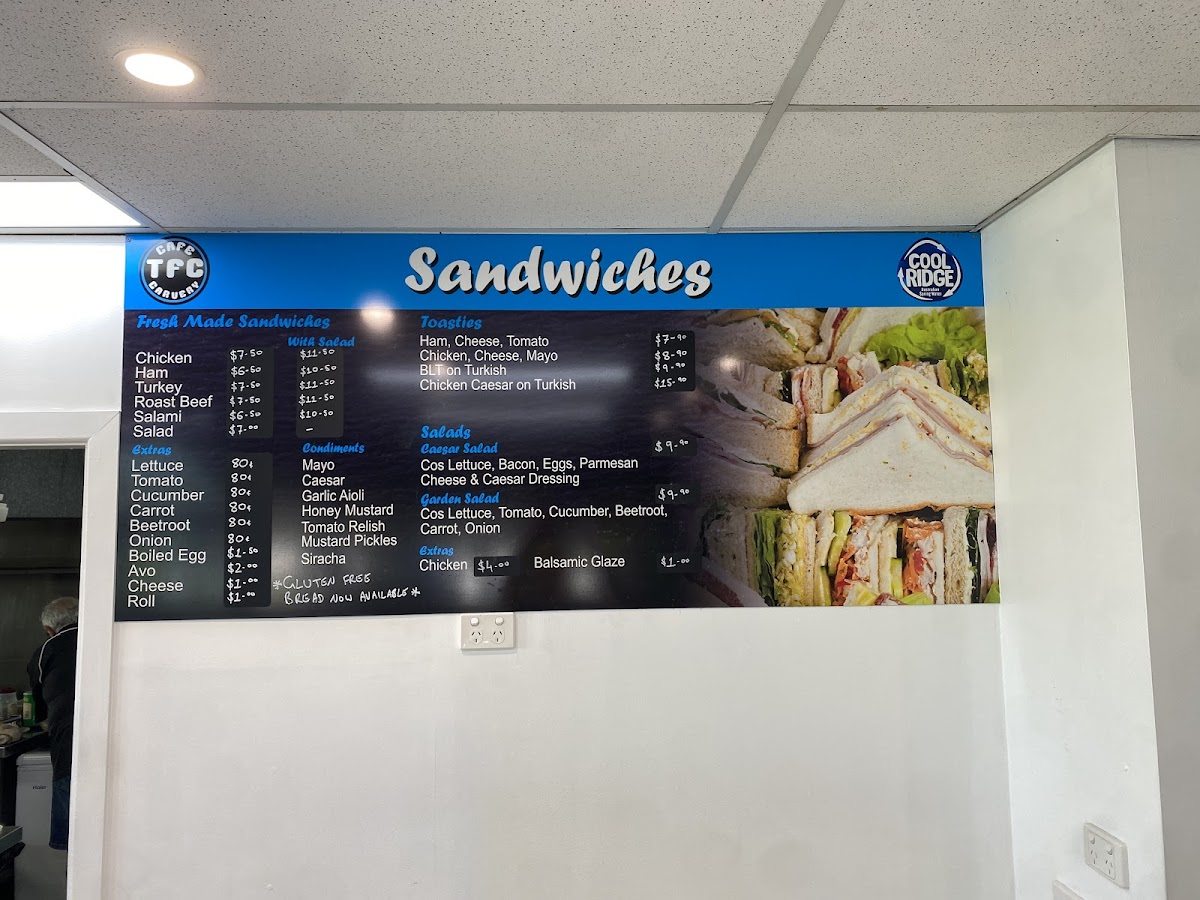 CAFE
TFC
CARVERY
Sandwiches
COOL
RIDGE
Australian
Spring Water
Fresh Made Sandwiches
With Salad
Chicken $7-50 $11-50
Ham $6-50 $10-50
Turkey $7-50 $11-50
Roast Beef $7-50 $11-50
Salami $6-50 $10-50
Salad $7-00 –
Extras
Lettuce 80¢
Tomato 80¢
Cucumber 80¢
Carrot 80¢
Beetroot 80¢
Onion 80¢
Boiled Egg $1-50
Avo $2-00
Cheese $1-00
Roll $1-00
Condiments
Mayo
Caesar
Garlic Aioli
Honey Mustard
Tomato Relish
Mustard Pickles
Siracha
*GLUTEN FREE
BREAD NOW AVAILABLE*
Toasties
Ham, Cheese, Tomato $7-90
Chicken, Cheese, Mayo $8-90
BLT on Turkish $9-90
Chicken Caesar on Turkish $15-90
Salads
Caesar Salad $9-90
Cos Lettuce, Bacon, Eggs, Parmesan
Cheese & Caesar Dressing
Garden Salad $9-90
Cos Lettuce, Tomato, Cucumber, Beetroot,
Carrot, Onion
Extras
Chicken $4-00 Balsamic Glaze $1-00